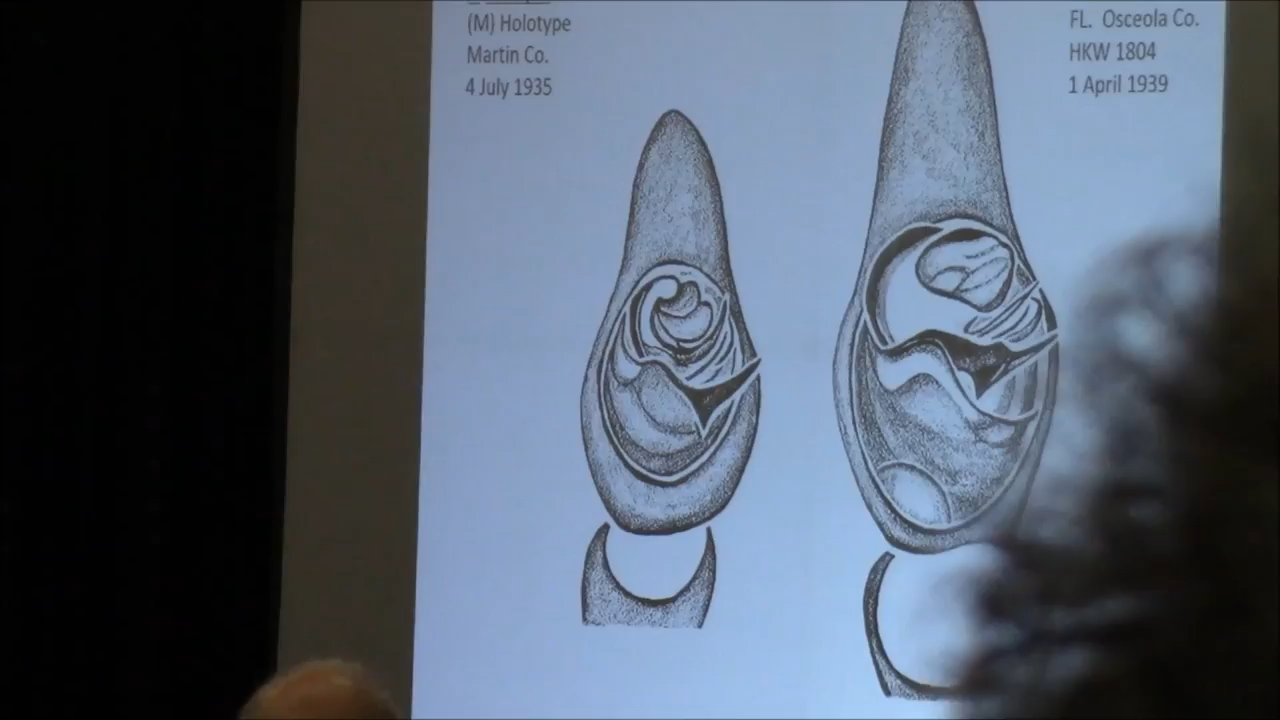 (M) Holotype
Martin Co.
4 July 1935
FL. Osceola Co.
HKW 1804
1 April 1939